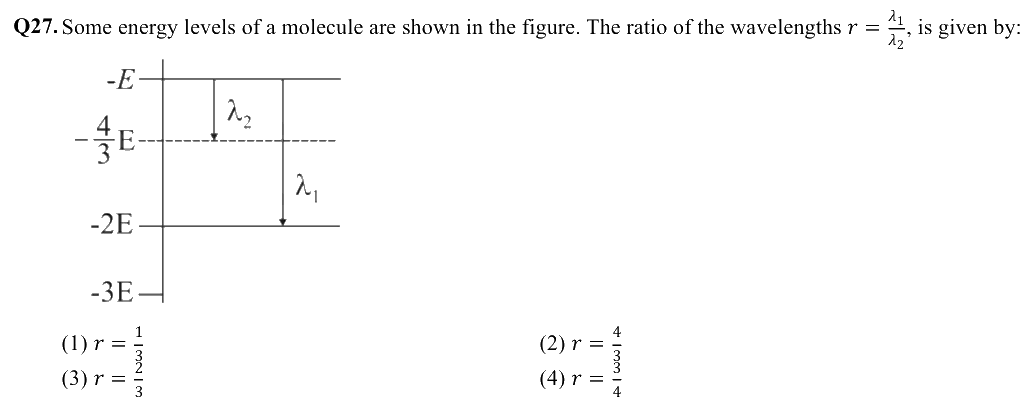 Q27. Some energy levels of a molecule are shown in the figure. The ratio of the wavelengths r = λ₁/λ₂, is given by:
-E
λ₂
-4/3 E
λ₁
-2E
-3E
(1) r = 1/3
(2) r = 4/3
(3) r = 2/3
(4) r = 3/4